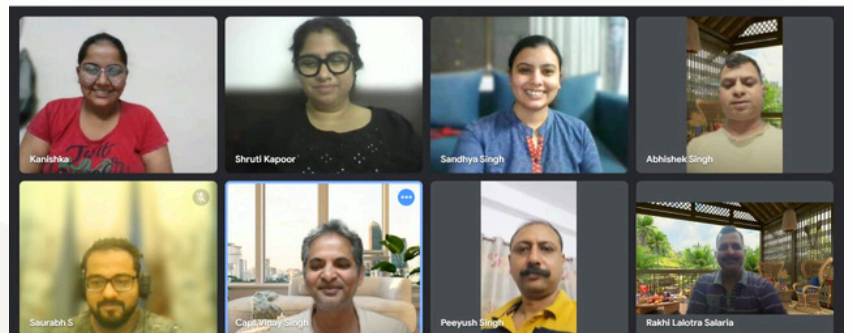 Kanishka
Shruti Kapoor
Sandhya Singh
Abhishek Singh
Saurabh S
Capt Vinay Singh
Peeyush Singh
Rakhi Lalotra Salaria